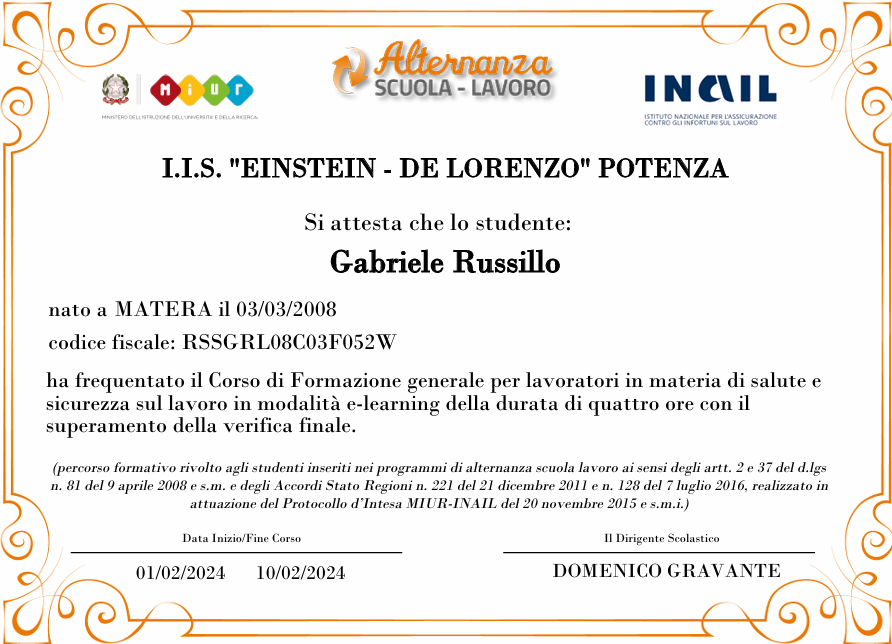 Alternanza
SCUOLA - LAVORO
MIUR
MINISTERO DELL'ISTRUZIONE DELL'UNIVERSITA' E DELLA RICERCA
INAIL
ISTITUTO NAZIONALE PER L'ASSICURAZIONE
CONTRO GLI INFORTUNI SUL LAVORO
I.I.S. "EINSTEIN - DE LORENZO" POTENZA
Si attesta che lo studente:
Gabriele Russillo
nato a MATERA il 03/03/2008
codice fiscale: RSSGRL08C03F052W
ha frequentato il Corso di Formazione generale per lavoratori in materia di salute e
sicurezza sul lavoro in modalità e-learning della durata di quattro ore con il
superamento della verifica finale.
(percorso formativo rivolto agli studenti inseriti nei programmi di alternanza scuola lavoro ai sensi degli artt. 2 e 37 del d.lgs
n. 81 del 9 aprile 2008 e s.m. e degli Accordi Stato Regioni n. 221 del 21 dicembre 2011 e n. 128 del 7 luglio 2016, realizzato in
attuazione del Protocollo d'Intesa MIUR-INAIL del 20 novembre 2015 e s.m.i.)
Data Inizio/Fine Corso
01/02/2024 10/02/2024
Il Dirigente Scolastico
DOMENICO GRAVANTE